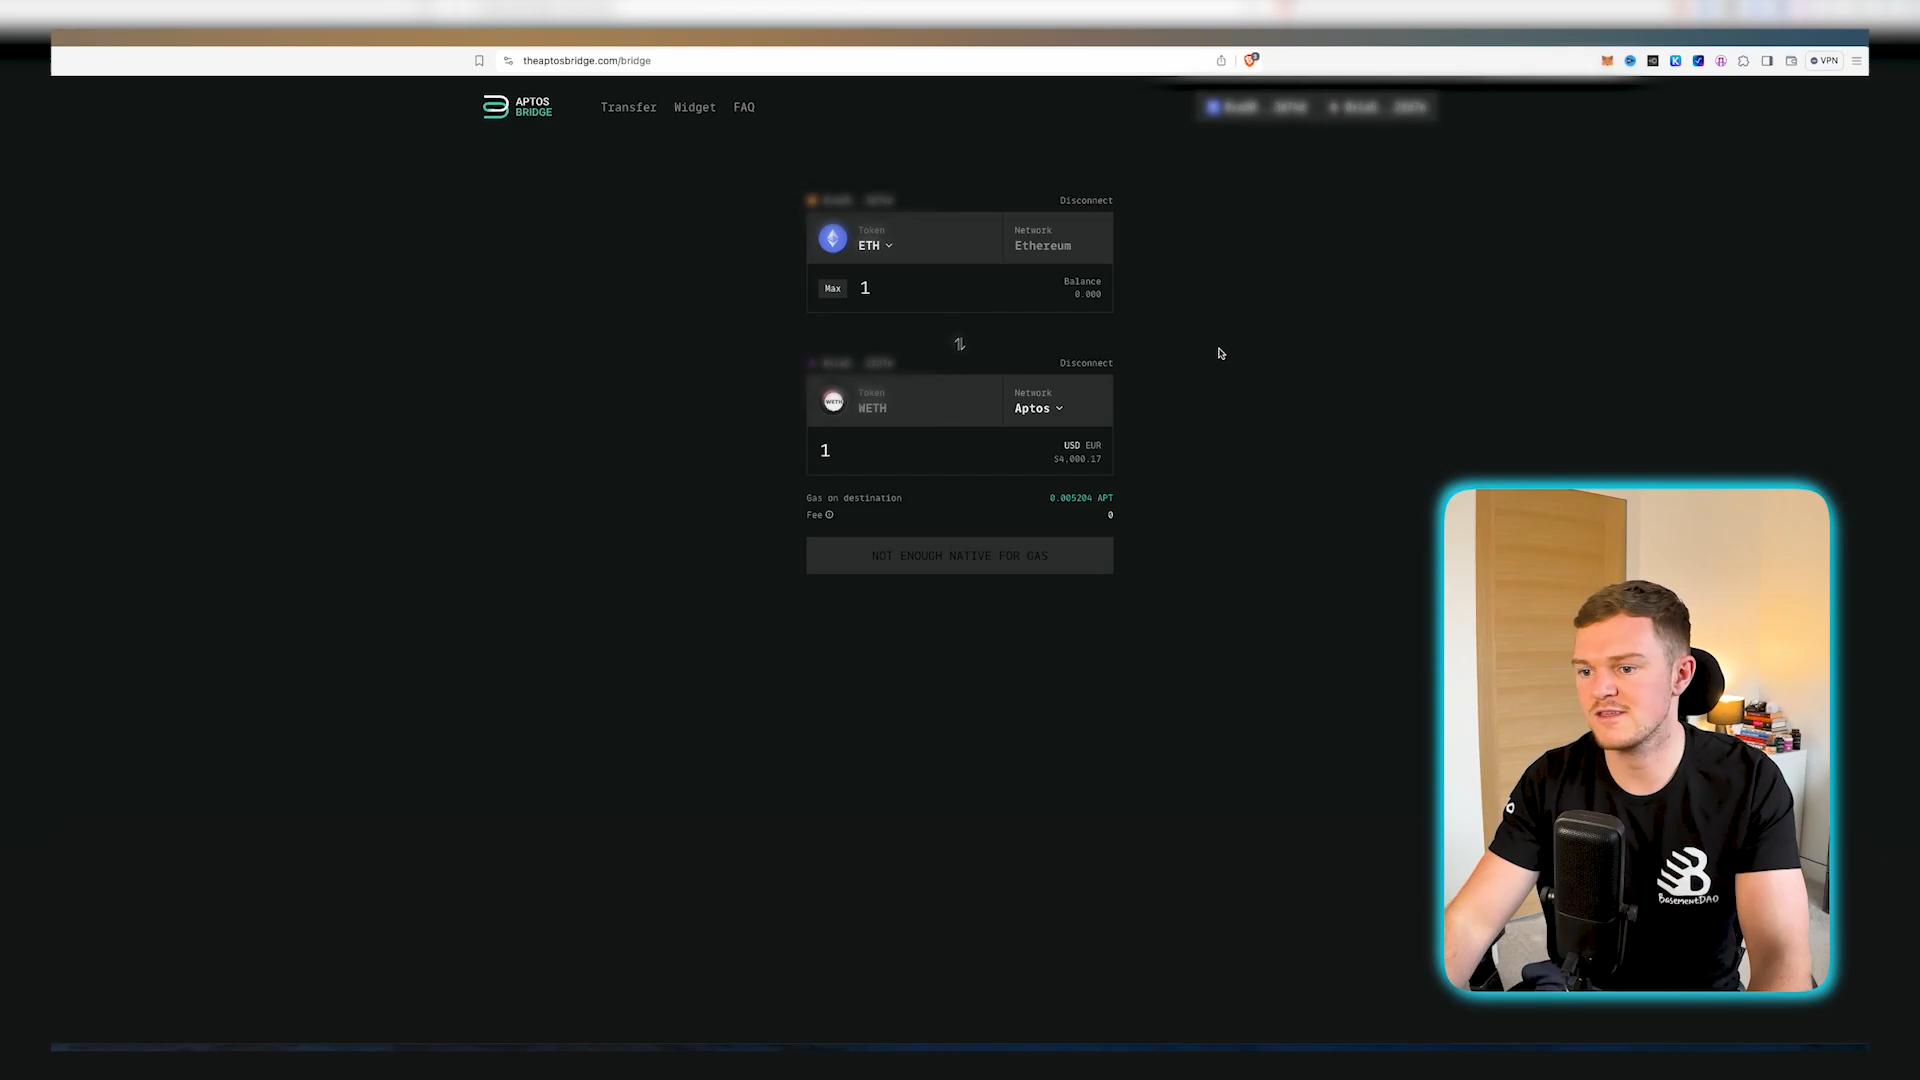 theaptosbridge.com/bridge
VPN
APTOS
BRIDGE
Transfer Widget FAQ
Disconnect
Token
ETH
Network
Ethereum
Max 1
Balance
0.000
Disconnect
Token
WETH
Network
Aptos
WETH
1
USD EUR
$4,000.17
Gas on destination 0.005204 APT
Fee 0
NOT ENOUGH NATIVE FOR GAS
B
BasementDAO